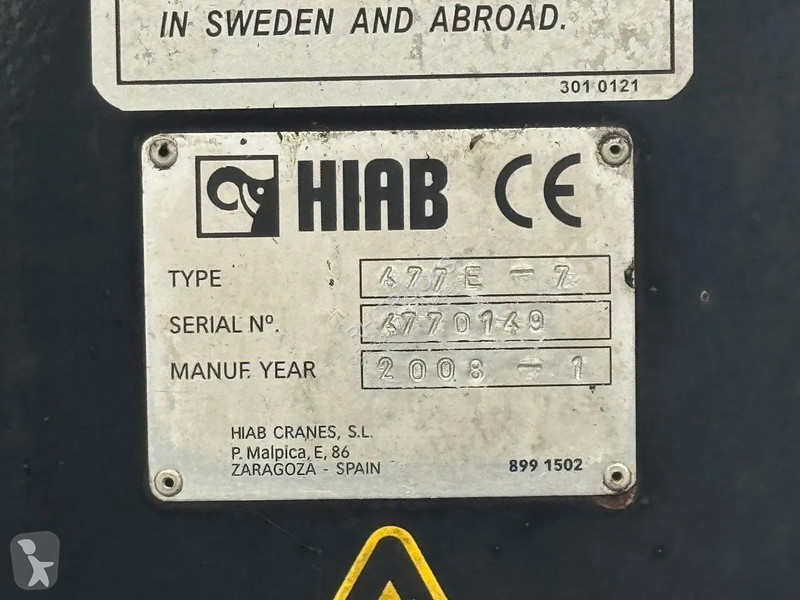 IN SWEDEN AND ABROAD.
301 0121
HIAB CE
TYPE 477E-7
SERIAL Nº. 4770149
MANUF. YEAR 2008-1
HIAB CRANES, S.L.
P. Malpica, E, 86
ZARAGOZA - SPAIN
899 1502